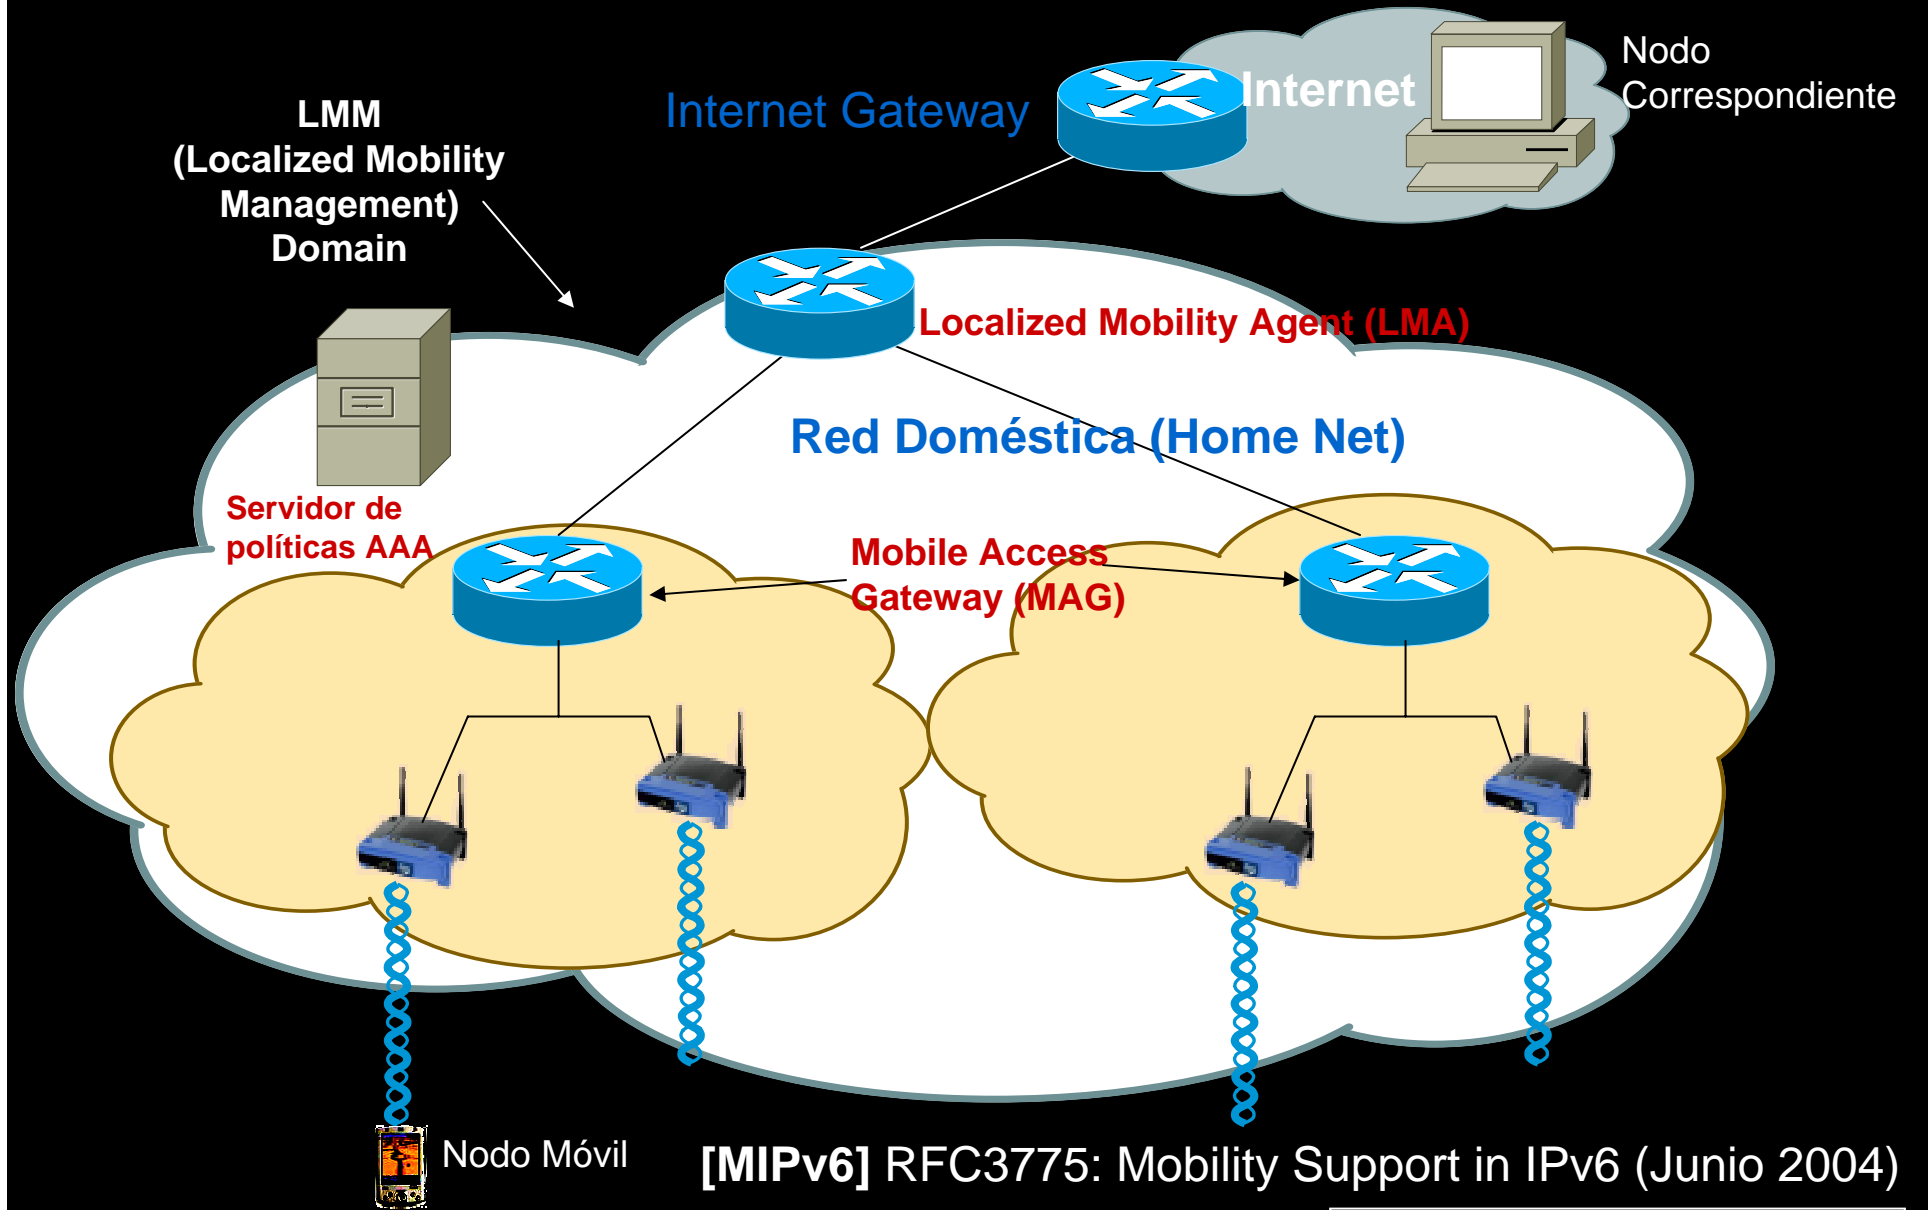 Nodo
Correspondiente
Internet
Internet Gateway
LMM
(Localized Mobility
Management)
Domain
Localized Mobility Agent (LMA)
Red Doméstica (Home Net)
Servidor de
políticas AAA
Mobile Access
Gateway (MAG)
Nodo Móvil
[MIPv6] RFC3775: Mobility Support in IPv6 (Junio 2004)